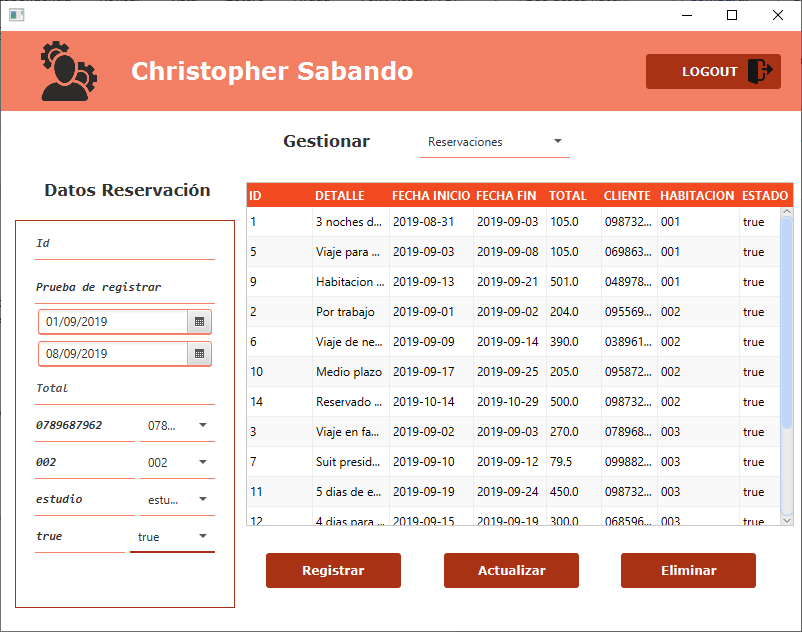 Christopher Sabando
LOGOUT
Gestionar
Reservaciones
Datos Reservación
Id
Prueba de registrar
01/09/2019
08/09/2019
Total
0789687962 078...
002 002
estudio estu...
true true
ID DETALLE FECHA INICIO FECHA FIN TOTAL CLIENTE HABITACION ESTADO
1 3 noches d... 2019-08-31 2019-09-03 105.0 098732... 001 true
5 Viaje para ... 2019-09-03 2019-09-08 105.0 069863... 001 true
9 Habitacion ... 2019-09-13 2019-09-21 501.0 048978... 001 true
2 Por trabajo 2019-09-01 2019-09-02 204.0 095569... 002 true
6 Viaje de ne... 2019-09-09 2019-09-14 390.0 038961... 002 true
10 Medio plazo 2019-09-17 2019-09-25 205.0 095872... 002 true
14 Reservado ... 2019-10-14 2019-10-29 500.0 098732... 002 true
3 Viaje en fa... 2019-09-02 2019-09-03 270.0 078968... 003 true
7 Suit presid... 2019-09-10 2019-09-12 79.5 099882... 003 true
11 5 dias de e... 2019-09-19 2019-09-24 450.0 098732... 003 true
12 4 dias para ... 2019-09-15 2019-09-19 300.0 068596... 003 true
Registrar
Actualizar
Eliminar